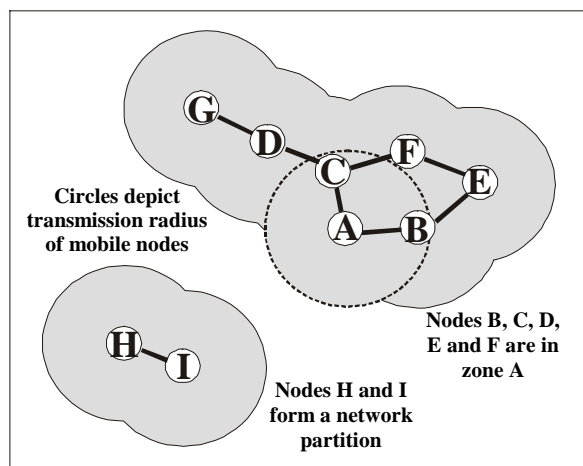 G
D
F
C
E
Circles depict
transmission radius
of mobile nodes
A
B
Nodes B, C, D,
E and F are in
zone A
H
I
Nodes H and I
form a network
partition